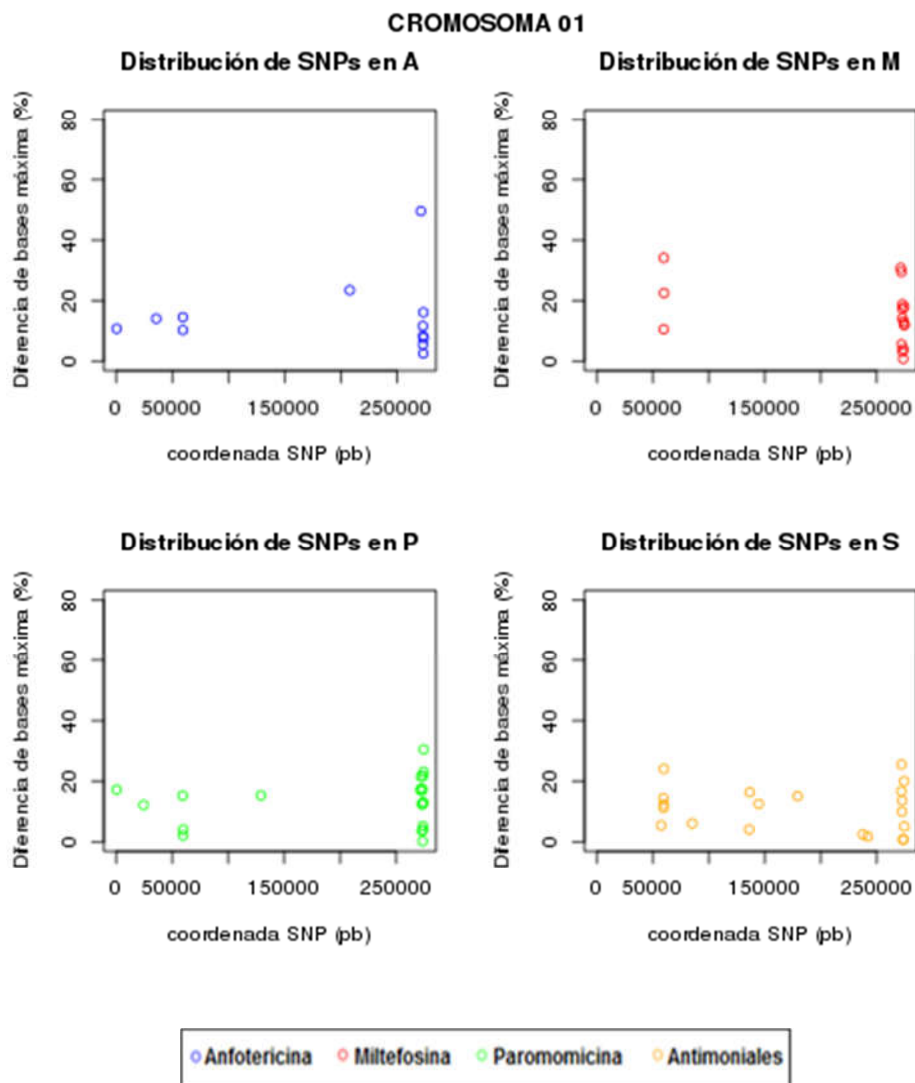 CROMOSOMA 01
Distribución de SNPs en A
Diferencia de bases máxima (%)
80
60
40
20
0
0 50000 150000 250000
coordenada SNP (pb)
Distribución de SNPs en M
Diferencia de bases máxima (%)
80
60
40
20
0
0 50000 150000 250000
coordenada SNP (pb)
Distribución de SNPs en P
Diferencia de bases máxima (%)
80
60
40
20
0
0 50000 150000 250000
coordenada SNP (pb)
Distribución de SNPs en S
Diferencia de bases máxima (%)
80
60
40
20
0
0 50000 150000 250000
coordenada SNP (pb)
Anfotericina Miltefosina Paromomicina Antimoniales